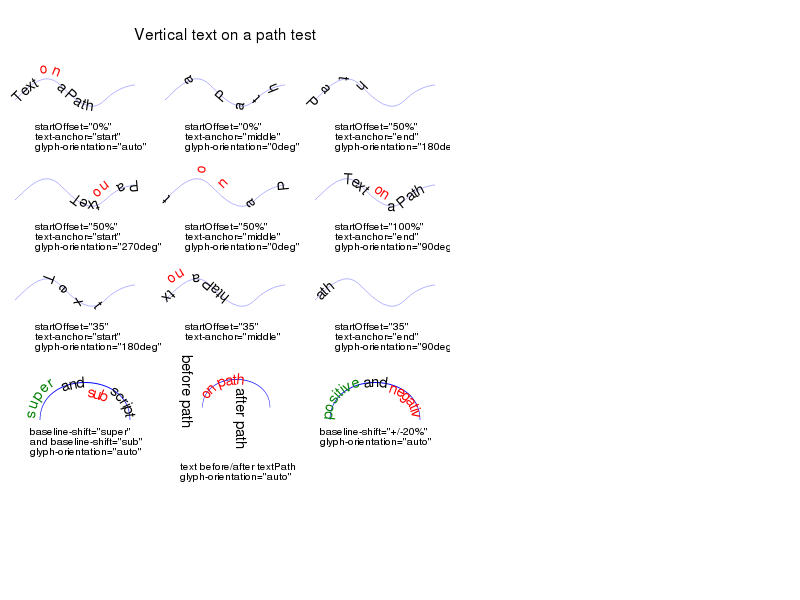 Vertical text on a path test
Text on a Path
a Path
Path
startOffset="0%"
text-anchor="start"
glyph-orientation="auto"
startOffset="0%"
text-anchor="middle"
glyph-orientation="0deg"
startOffset="50%"
text-anchor="end"
glyph-orientation="180de
Text on a P
t on a P
Text on a Path
startOffset="50%"
text-anchor="start"
glyph-orientation="270deg"
startOffset="50%"
text-anchor="middle"
glyph-orientation="0deg"
startOffset="100%"
text-anchor="end"
glyph-orientation="90deg
Text
xt on a Path
ath
startOffset="35"
text-anchor="start"
glyph-orientation="180deg"
startOffset="35"
text-anchor="middle"
startOffset="35"
text-anchor="end"
glyph-orientation="90deg
super and sub script
before path on path after path
positive and negativ
baseline-shift="super"
and baseline-shift="sub"
glyph-orientation="auto"
text before/after textPath
glyph-orientation="auto"
baseline-shift="+/-20%"
glyph-orientation="auto"